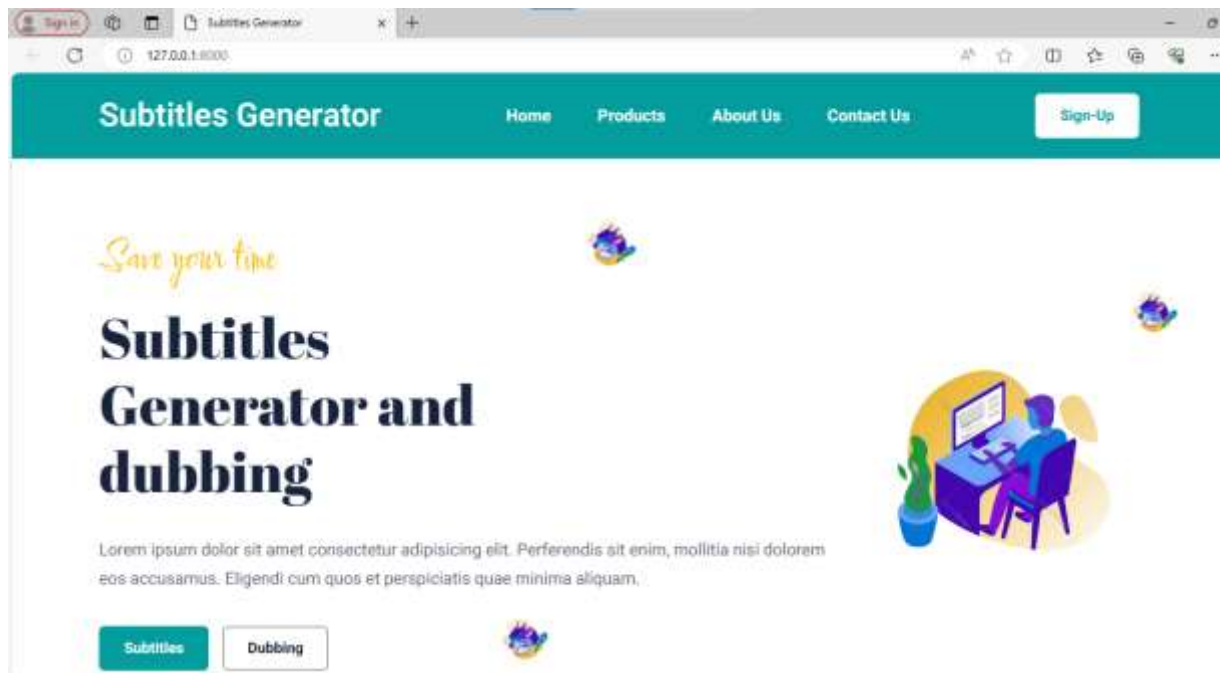 Sign in
Subtitles Generator
127.0.0.1:8000
Subtitles Generator
Home Products About Us Contact Us Sign-Up
Save your time
Subtitles
Generator and
dubbing
Lorem ipsum dolor sit amet consectetur adipisicing elit. Perferendis sit enim, mollitia nisi dolorem
eos accusamus. Eligendi cum quos et perspiciatis quae minima aliquam.
Subtitles Dubbing